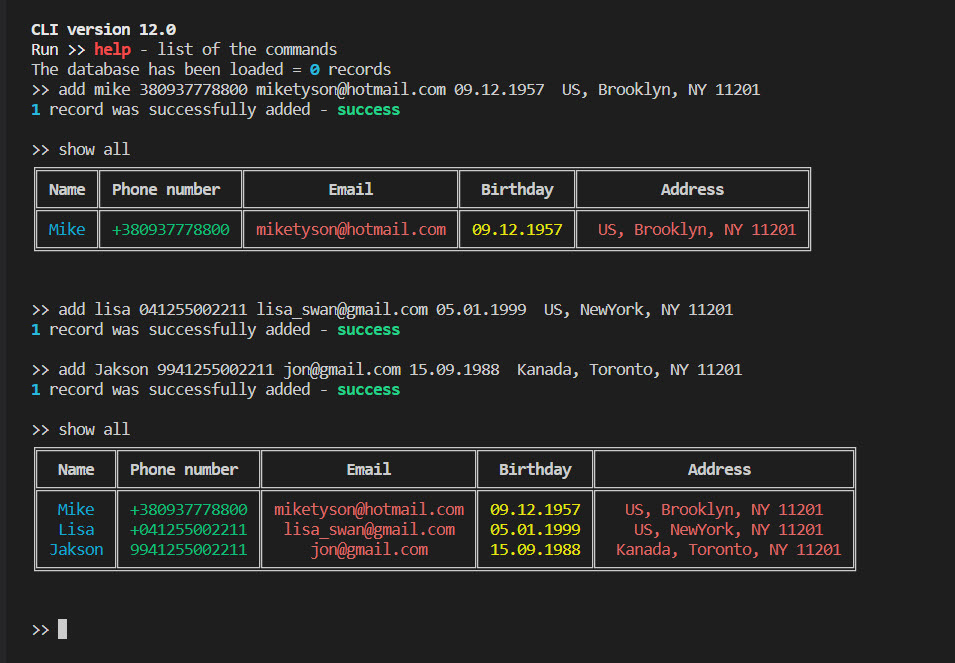 CLI version 12.0
Run >> help - list of the commands
The database has been loaded = 0 records
>> add mike 380937778800 miketyson@hotmail.com 09.12.1957  US, Brooklyn, NY 11201
1 record was successfully added - success
>> show all
Name Phone number Email Birthday Address
Mike +380937778800 miketyson@hotmail.com 09.12.1957 US, Brooklyn, NY 11201
>> add lisa 041255002211 lisa_swan@gmail.com 05.01.1999  US, NewYork, NY 11201
1 record was successfully added - success
>> add Jakson 9941255002211 jon@gmail.com 15.09.1988  Kanada, Toronto, NY 11201
1 record was successfully added - success
>> show all
Name Phone number Email Birthday Address
Mike +380937778800 miketyson@hotmail.com 09.12.1957 US, Brooklyn, NY 11201
Lisa +041255002211 lisa_swan@gmail.com 05.01.1999 US, NewYork, NY 11201
Jakson 9941255002211 jon@gmail.com 15.09.1988 Kanada, Toronto, NY 11201
>>